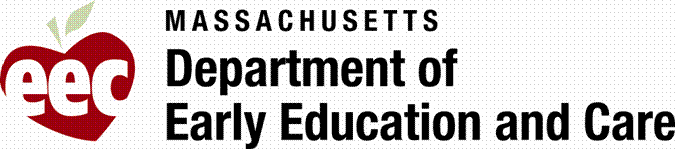 eec
MASSACHUSETTS
Department of
Early Education and Care